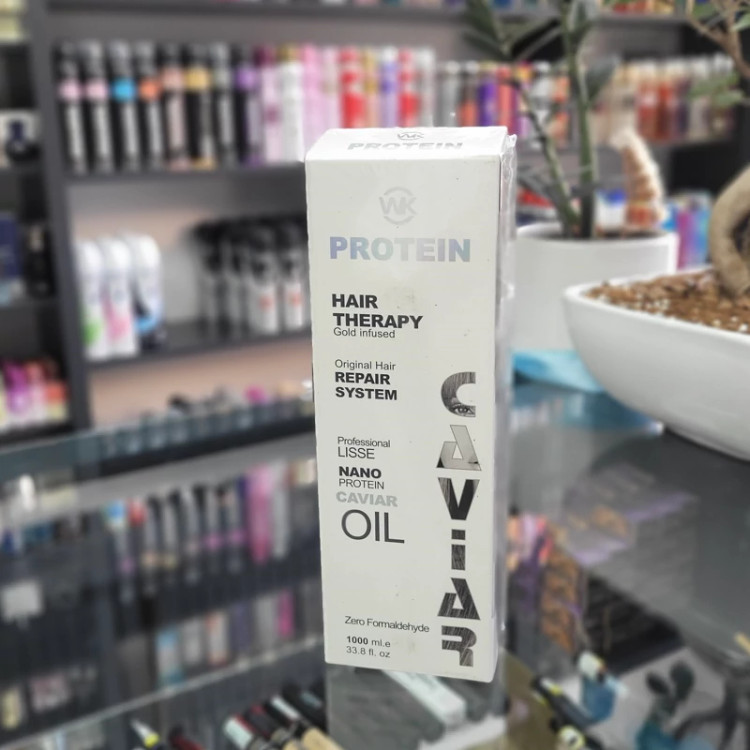 WK
PROTEIN
WK
PROTEIN
HAIR
THERAPY
Gold infused
Original Hair
REPAIR
SYSTEM
Professional
LISSE
NANO
PROTEIN
CAVIAR
OIL
CAViAR
Zero Formaldehyde
1000 ml.e
33.8 fl. oz